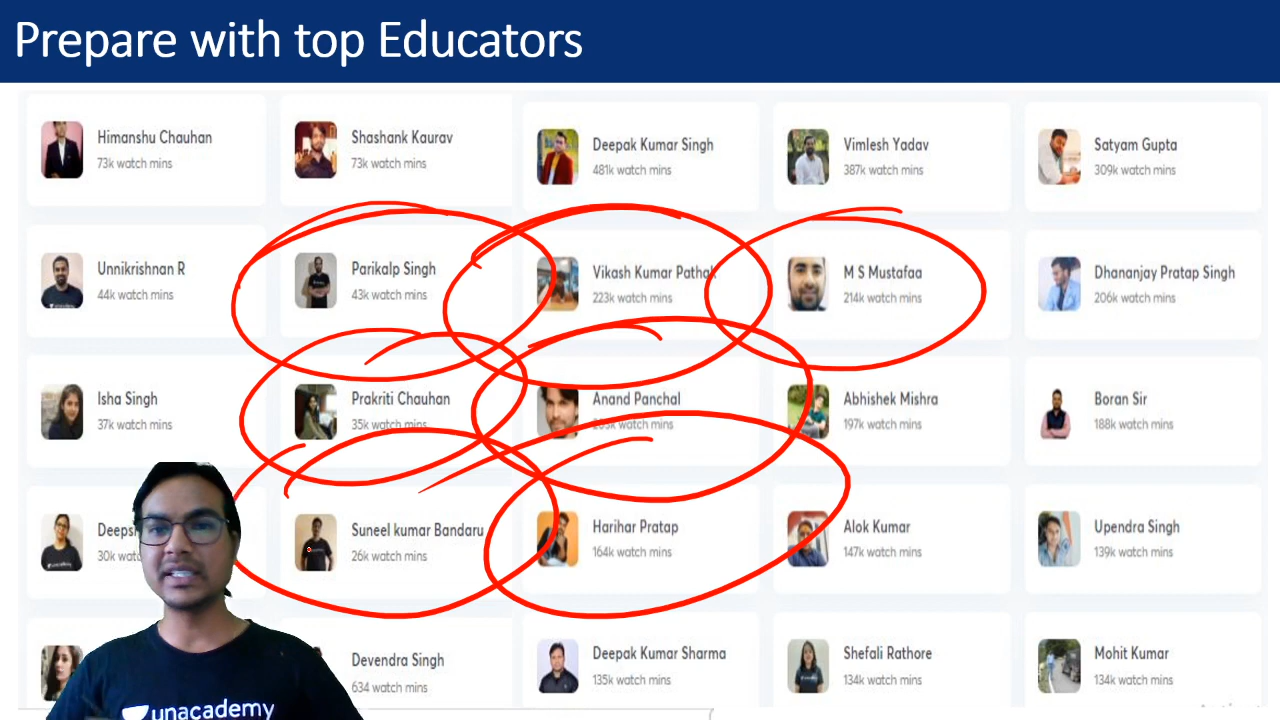 Prepare with top Educators
Himanshu Chauhan
73k watch mins
Shashank Kaurav
73k watch mins
Deepak Kumar Singh
481k watch mins
Vimlesh Yadav
387k watch mins
Satyam Gupta
309k watch mins
Unnikrishnan R
44k watch mins
Parikalp Singh
43k watch mins
Vikash Kumar Pathak
223k watch mins
M S Mustafaa
214k watch mins
Dhananjay Pratap Singh
206k watch mins
Isha Singh
37k watch mins
Prakriti Chauhan
35k watch mins
Anand Panchal
watch mins
Abhishek Mishra
197k watch mins
Boran Sir
188k watch mins
30k
Suneel kumar Bandaru
26k watch mins
Harihar Pratap
164k watch mins
Alok Kumar
147k watch mins
Upendra Singh
139k watch mins
Devendra Singh
634 watch mins
Deepak Kumar Sharma
135k watch mins
Shefali Rathore
134k watch mins
Mohit Kumar
134k watch mins
unacademy